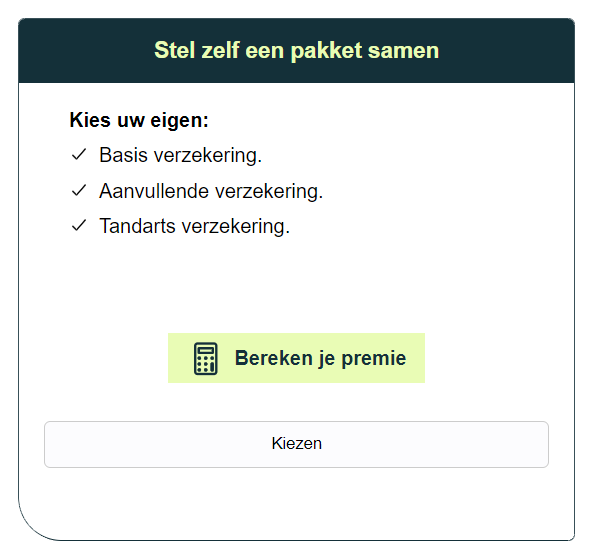 Stel zelf een pakket samen
Kies uw eigen:
Basis verzekering.
Aanvullende verzekering.
Tandarts verzekering.
Bereken je premie
Kiezen